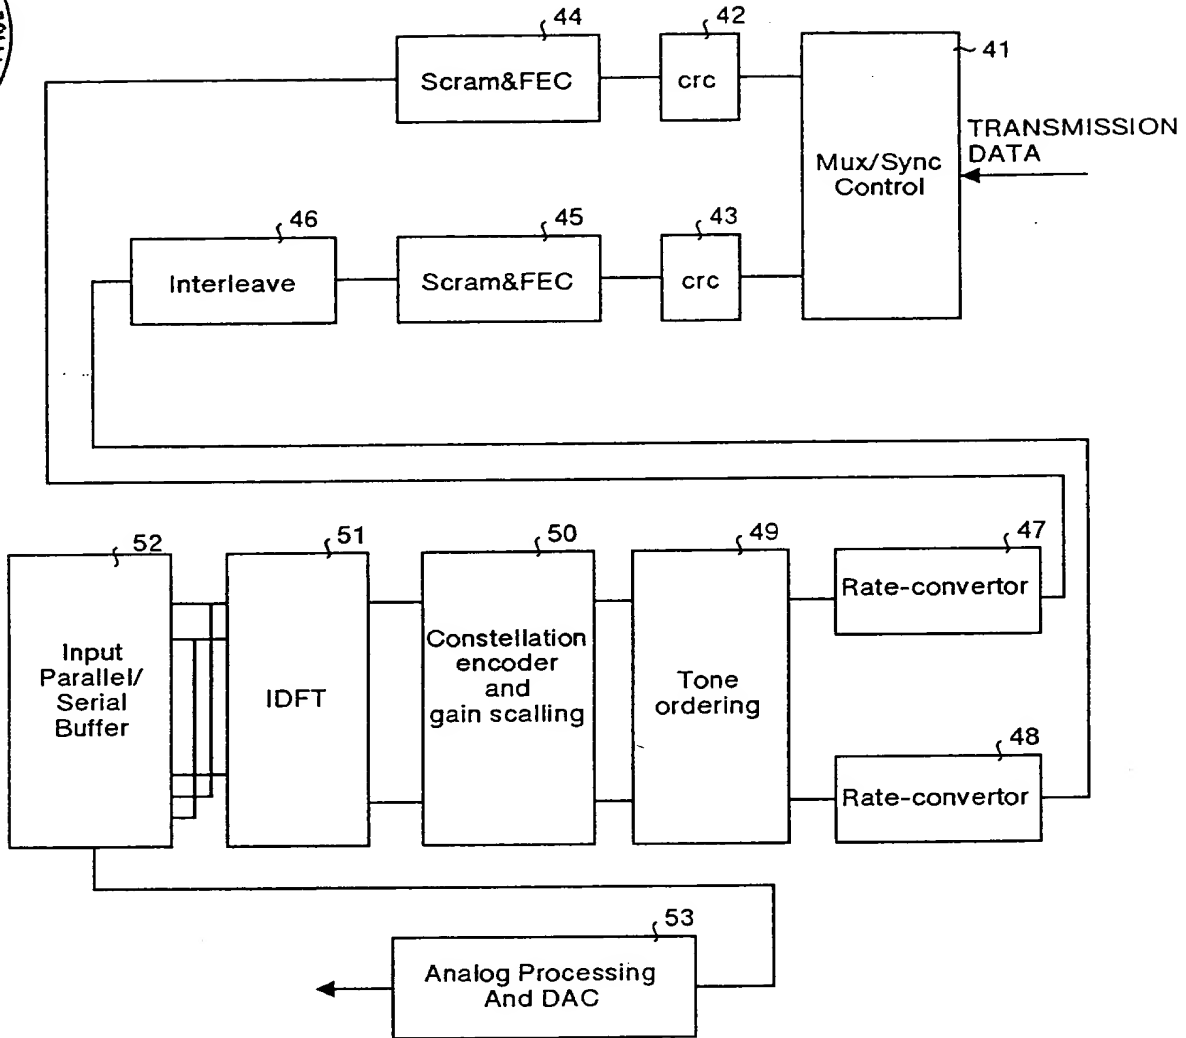 44
42
41
Scram&FEC
crc
TRANSMISSION
DATA
Mux/Sync
Control
46
45
43
Interleave
Scram&FEC
crc
52
51
50
49
47
Rate-convertor
Input
Parallel/
Serial
Buffer
IDFT
Constellation
encoder
and
gain scalling
Tone
ordering
48
Rate-convertor
53
Analog Processing
And DAC